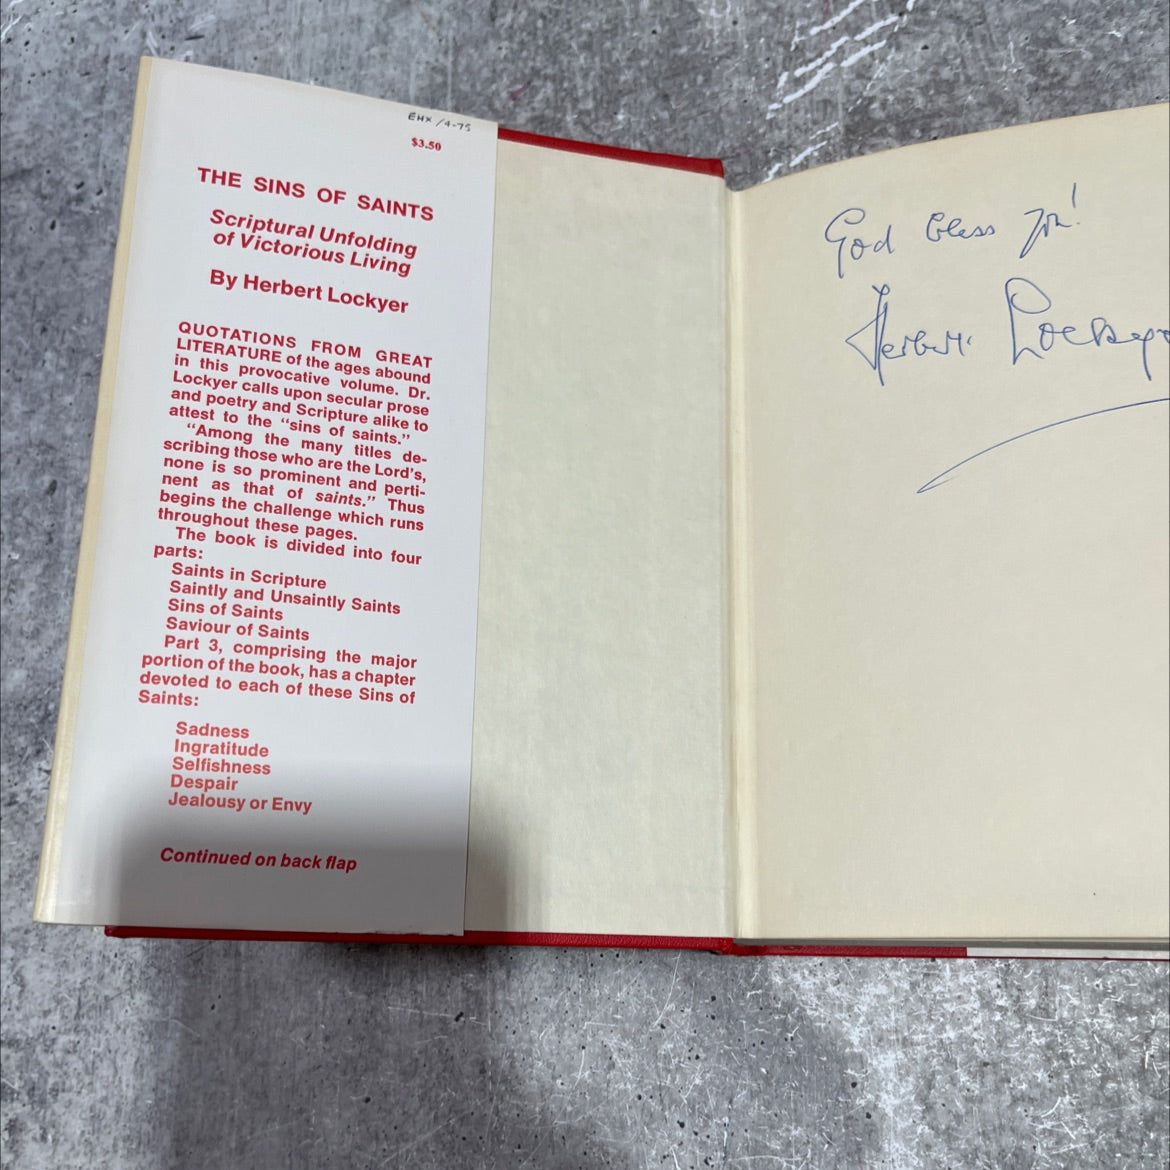 EHX/4-75
$3.50
THE SINS OF SAINTS
Scriptural Unfolding
of Victorious Living
By Herbert Lockyer
QUOTATIONS FROM GREAT
LITERATURE of the ages abound
in this provocative volume. Dr.
Lockyer calls upon secular prose
and poetry and Scripture alike to
attest to the “sins of saints.”
“Among the many titles de-
scribing those who are the Lord’s,
none is so prominent and perti-
nent as that of saints.” Thus
begins the challenge which runs
throughout these pages.
The book is divided into four
parts:
Saints in Scripture
Saintly and Unsaintly Saints
Sins of Saints
Saviour of Saints
Part 3, comprising the major
portion of the book, has a chapter
devoted to each of these Sins of
Saints:
Sadness
Ingratitude
Selfishness
Despair
Jealousy or Envy
Continued on back flap
God bless you!
Herbert Lockyer